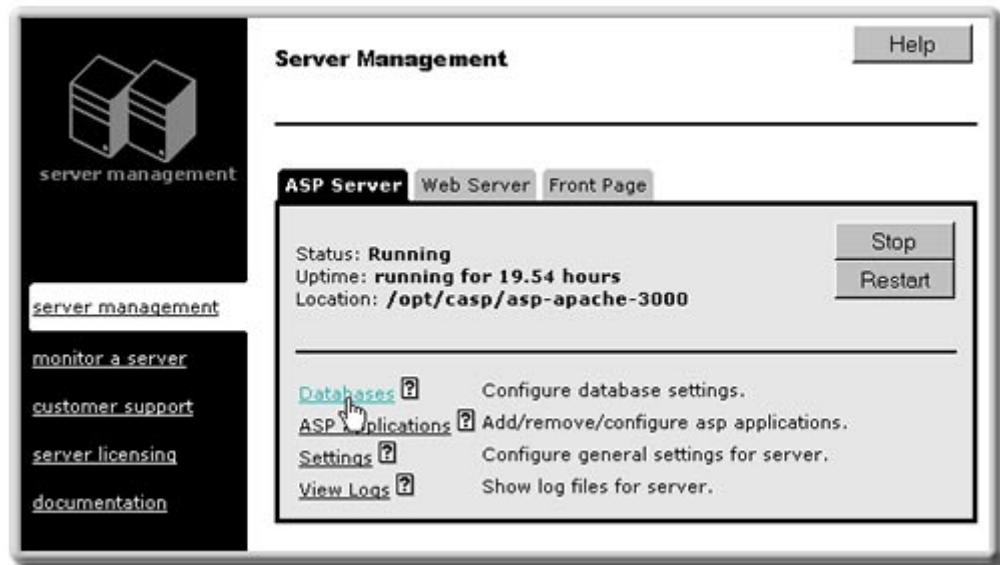 Server Management
Help
server management
ASP Server Web Server Front Page
Status: Running
Stop
Uptime: running for 19.54 hours
Restart
Location: /opt/casp/asp-apache-3000
server management
monitor a server
customer support
server licensing
documentation
Databases ? Configure database settings.
ASP Applications ? Add/remove/configure asp applications.
Settings ? Configure general settings for server.
View Logs ? Show log files for server.